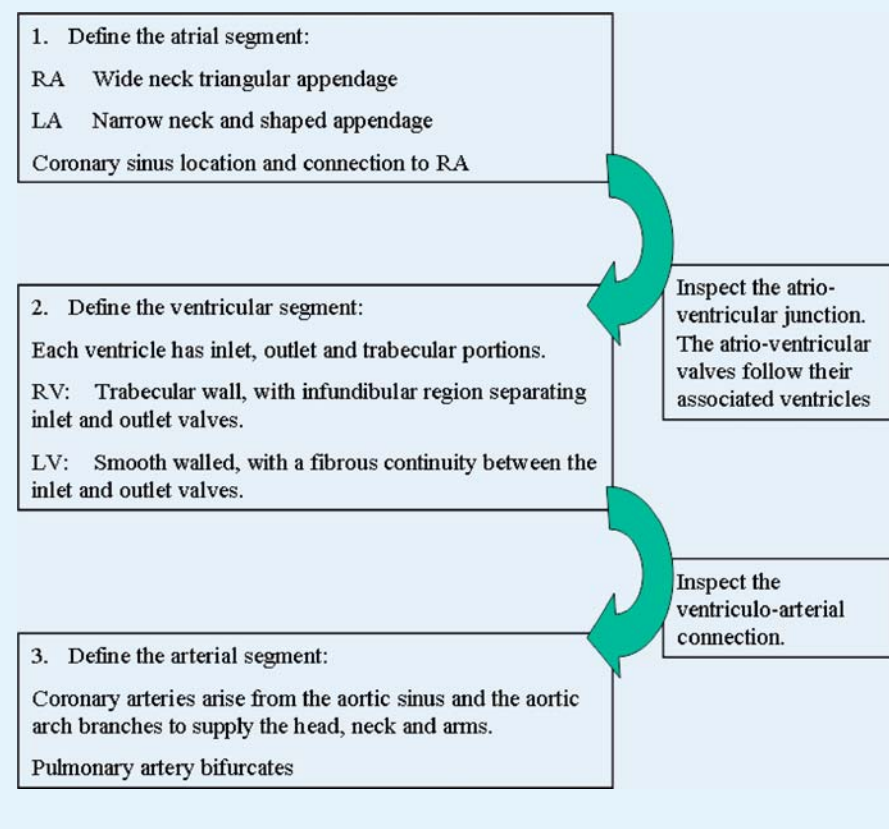 1. Define the atrial segment:
RA Wide neck triangular appendage
LA Narrow neck and shaped appendage
Coronary sinus location and connection to RA
Inspect the atrio-
ventricular junction.
The atrio-ventricular
valves follow their
associated ventricles
2. Define the ventricular segment:
Each ventricle has inlet, outlet and trabecular portions.
RV: Trabecular wall, with infundibular region separating
inlet and outlet valves.
LV: Smooth walled, with a fibrous continuity between the
inlet and outlet valves.
Inspect the
ventriculo-arterial
connection.
3. Define the arterial segment:
Coronary arteries arise from the aortic sinus and the aortic
arch branches to supply the head, neck and arms.
Pulmonary artery bifurcates